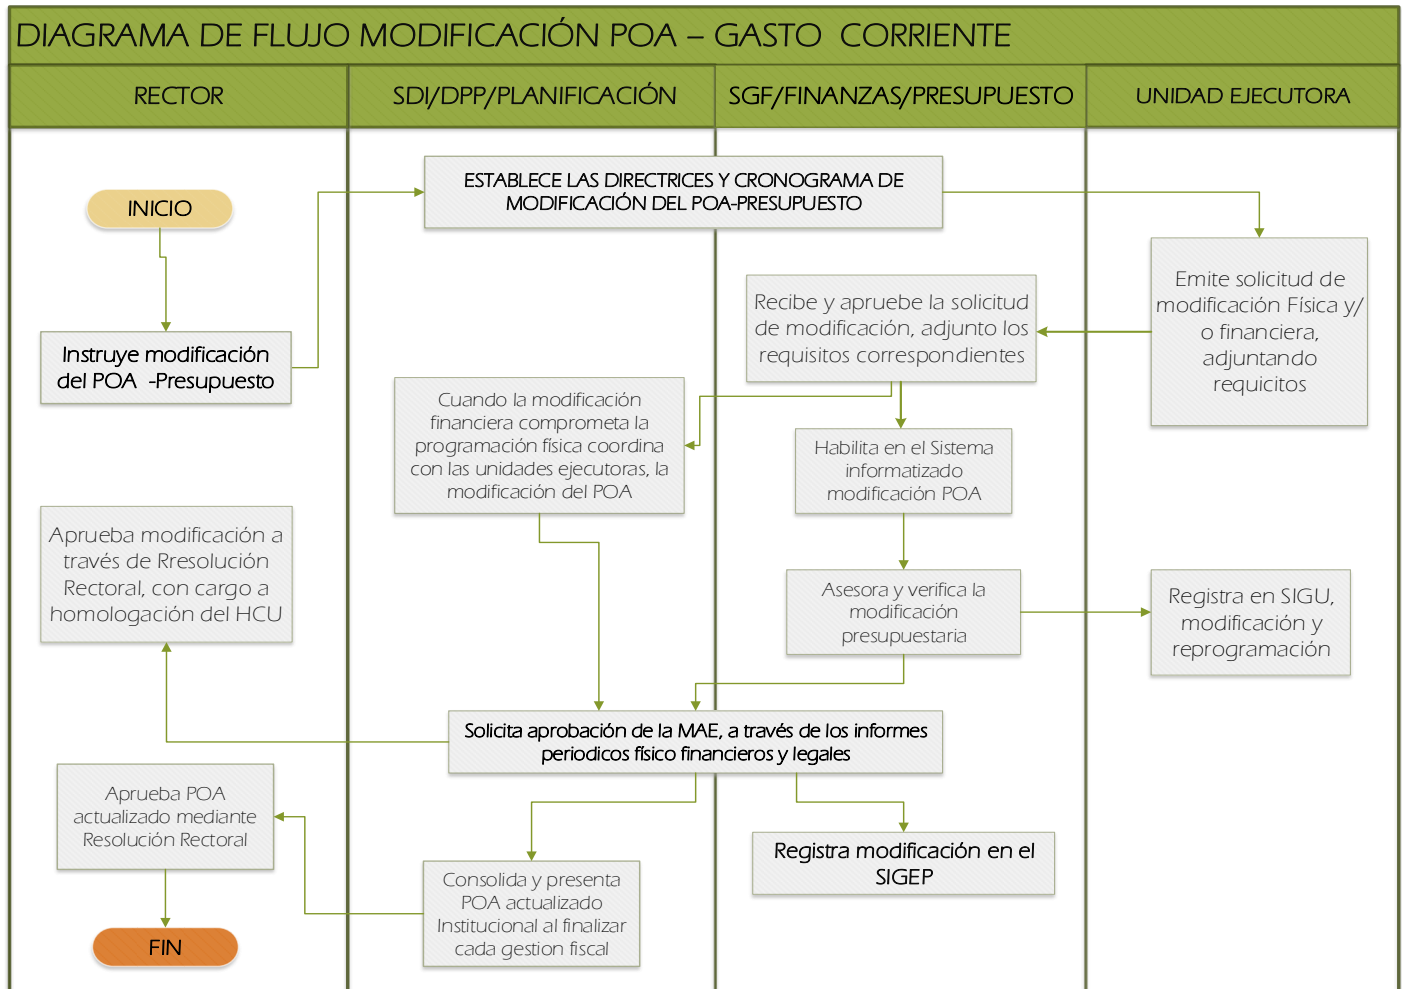 DIAGRAMA DE FLUJO MODIFICACIÓN POA – GASTO CORRIENTE
RECTOR
SDI/DPP/PLANIFICACIÓN
SGF/FINANZAS/PRESUPUESTO
UNIDAD EJECUTORA
INICIO
ESTABLECE LAS DIRECTRICES Y CRONOGRAMA DE
MODIFICACIÓN DEL POA-PRESUPUESTO
Instruye modificación
del POA -Presupuesto
Emite solicitud de
modificación Física y/
o financiera,
adjuntando
requicitos
Recibe y apruebe la solicitud
de modificación, adjunto los
requisitos correspondientes
Cuando la modificación
financiera comprometa la
programación física coordina
con las unidades ejecutoras, la
modificación del POA
Habilita en el Sistema
informatizado
modificación POA
Aprueba modificación a
través de Rresolución
Rectoral, con cargo a
homologación del HCU
Asesora y verifica la
modificación
presupuestaria
Registra en SIGU,
modificación y
reprogramación
Solicita aprobación de la MAE, a través de los informes
periodicos físico financieros y legales
Aprueba POA
actualizado mediante
Resolución Rectoral
Registra modificación en el
SIGEP
Consolida y presenta
POA actualizado
Institucional al finalizar
cada gestion fiscal
FIN